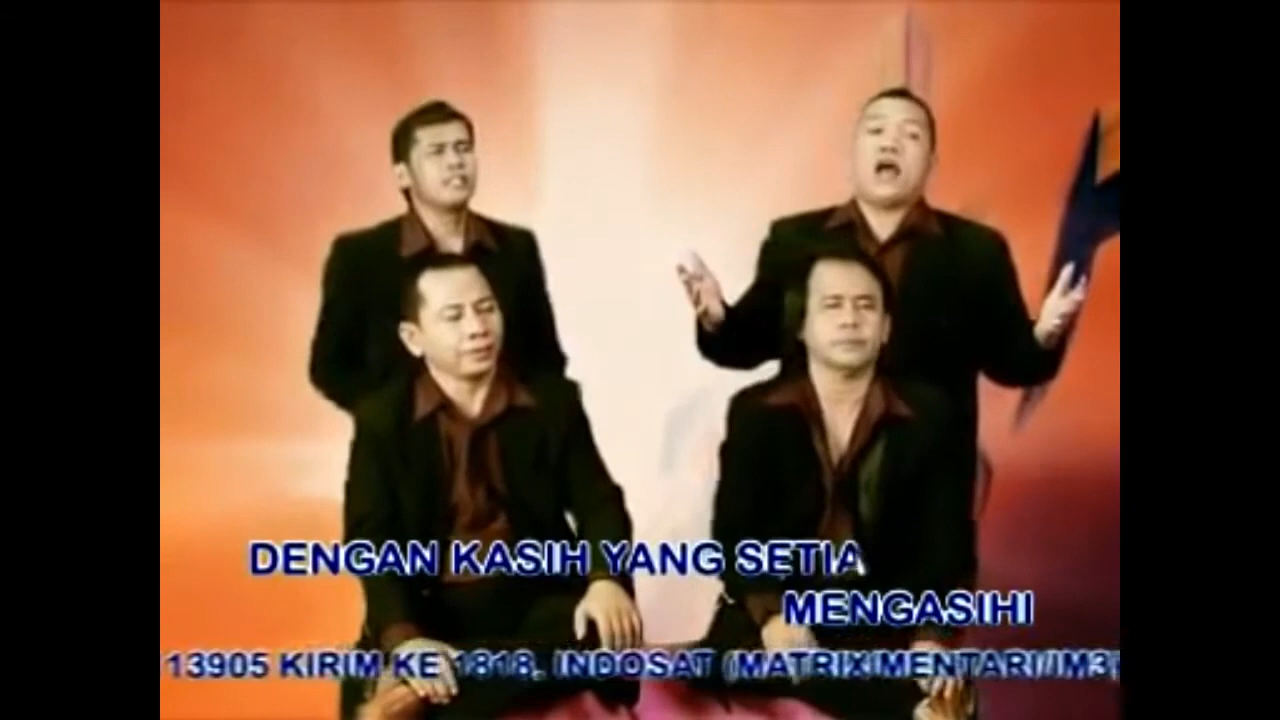 DENGAN KASIH YANG SETIA
MENGASIHI
13905 KIRIM KE 1818. INDOSAT (MATRIX/MENTARI/IM3)